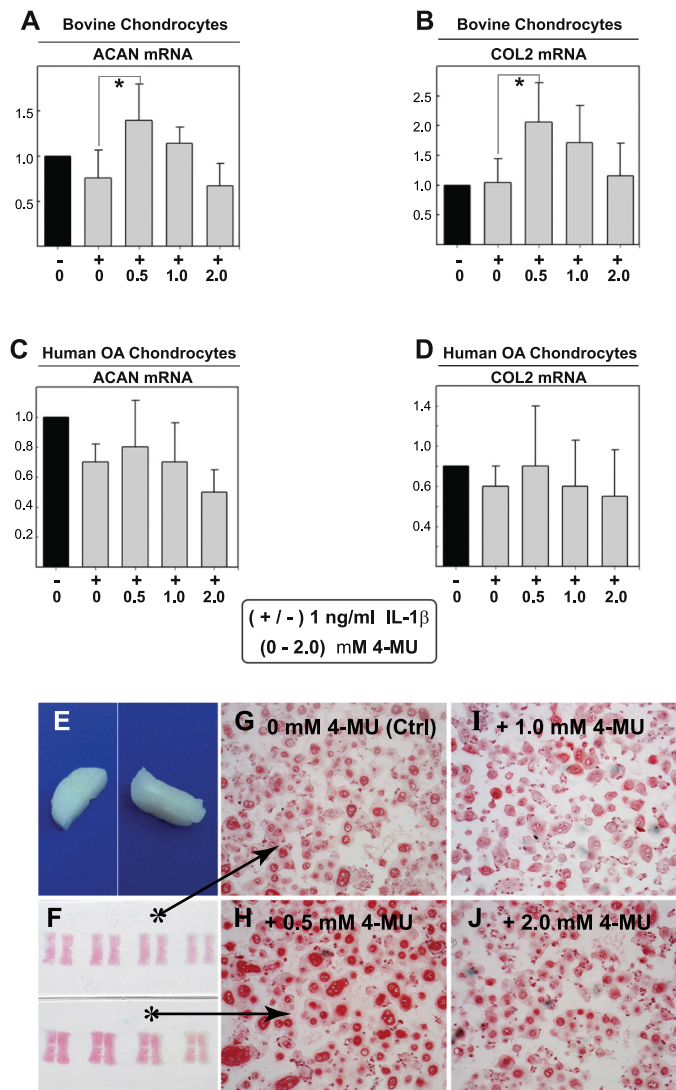 A
Bovine Chondrocytes
ACAN mRNA
1.5
1.0
0.5
*
- + + + +
0 0 0.5 1.0 2.0
B
Bovine Chondrocytes
COL2 mRNA
2.5
2.0
1.5
1.0
0.5
*
- + + + +
0 0 0.5 1.0 2.0
C
Human OA Chondrocytes
ACAN mRNA
1.0
0.8
0.6
0.4
0.2
- + + + +
0 0 0.5 1.0 2.0
D
Human OA Chondrocytes
COL2 mRNA
1.4
1.0
0.6
0.4
- + + + +
0 0 0.5 1.0 2.0
( + / - ) 1 ng/ml IL-1β
(0 - 2.0) mM 4-MU
E
G 0 mM 4-MU (Ctrl)
I + 1.0 mM 4-MU
F
*
*
H + 0.5 mM 4-MU
J + 2.0 mM 4-MU